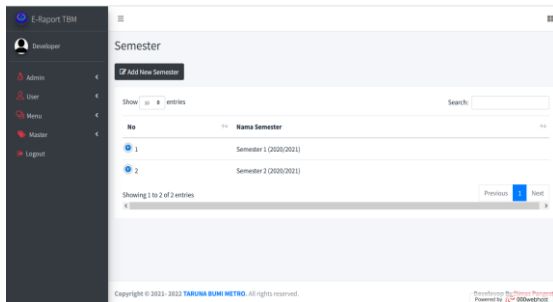 E-Raport TBM
Developer
Admin
User
Menu
Master
Logout
Semester
Add New Semester
Show 10 entries
Search:
No Nama Semester
1 Semester 1 (2020/2021)
2 Semester 2 (2020/2021)
Showing 1 to 2 of 2 entries
Previous 1 Next
Copyright © 2021- 2022 TARUNA BUMI METRO. All rights reserved.
Powered by 000webhost